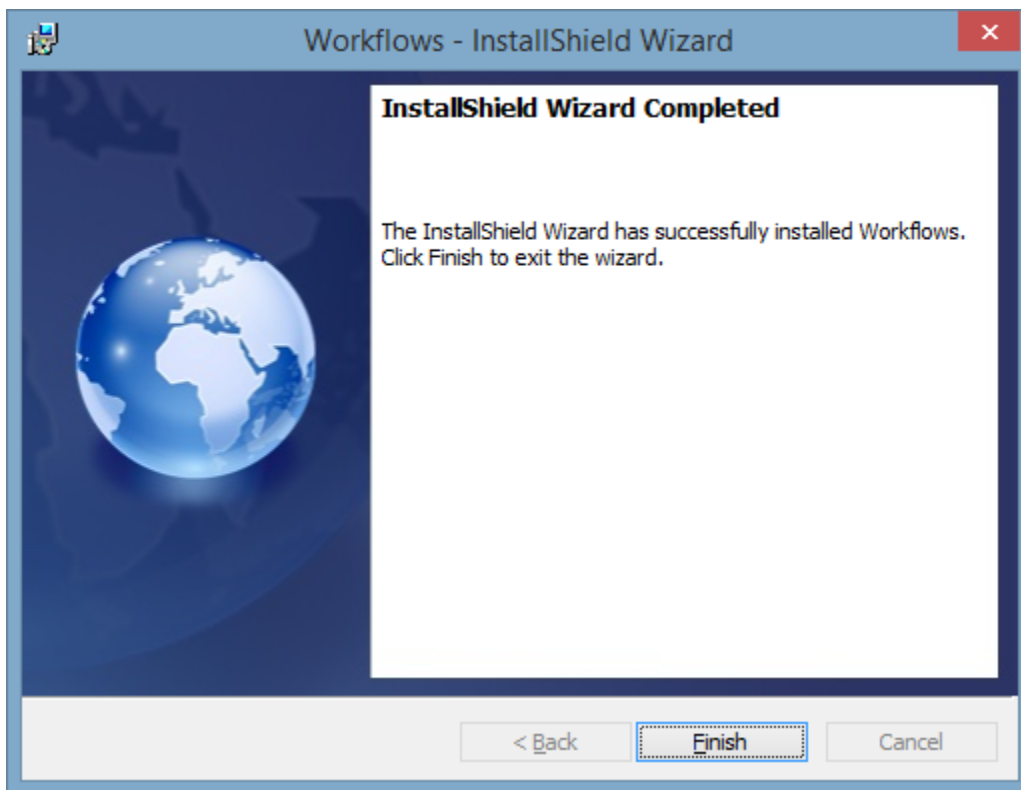 Workflows - InstallShield Wizard
InstallShield Wizard Completed
The InstallShield Wizard has successfully installed Workflows.
Click Finish to exit the wizard.
< Back
Finish
Cancel